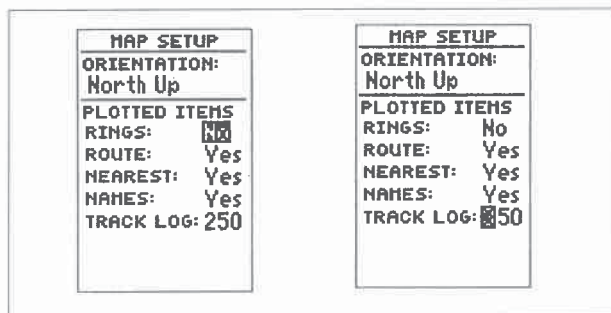 MAP SETUP
ORIENTATION:
North Up
PLOTTED ITEMS
RINGS: No
ROUTE: Yes
NEAREST: Yes
NAMES: Yes
TRACK LOG: 250
MAP SETUP
ORIENTATION:
North Up
PLOTTED ITEMS
RINGS: No
ROUTE: Yes
NEAREST: Yes
NAMES: Yes
TRACK LOG: 50